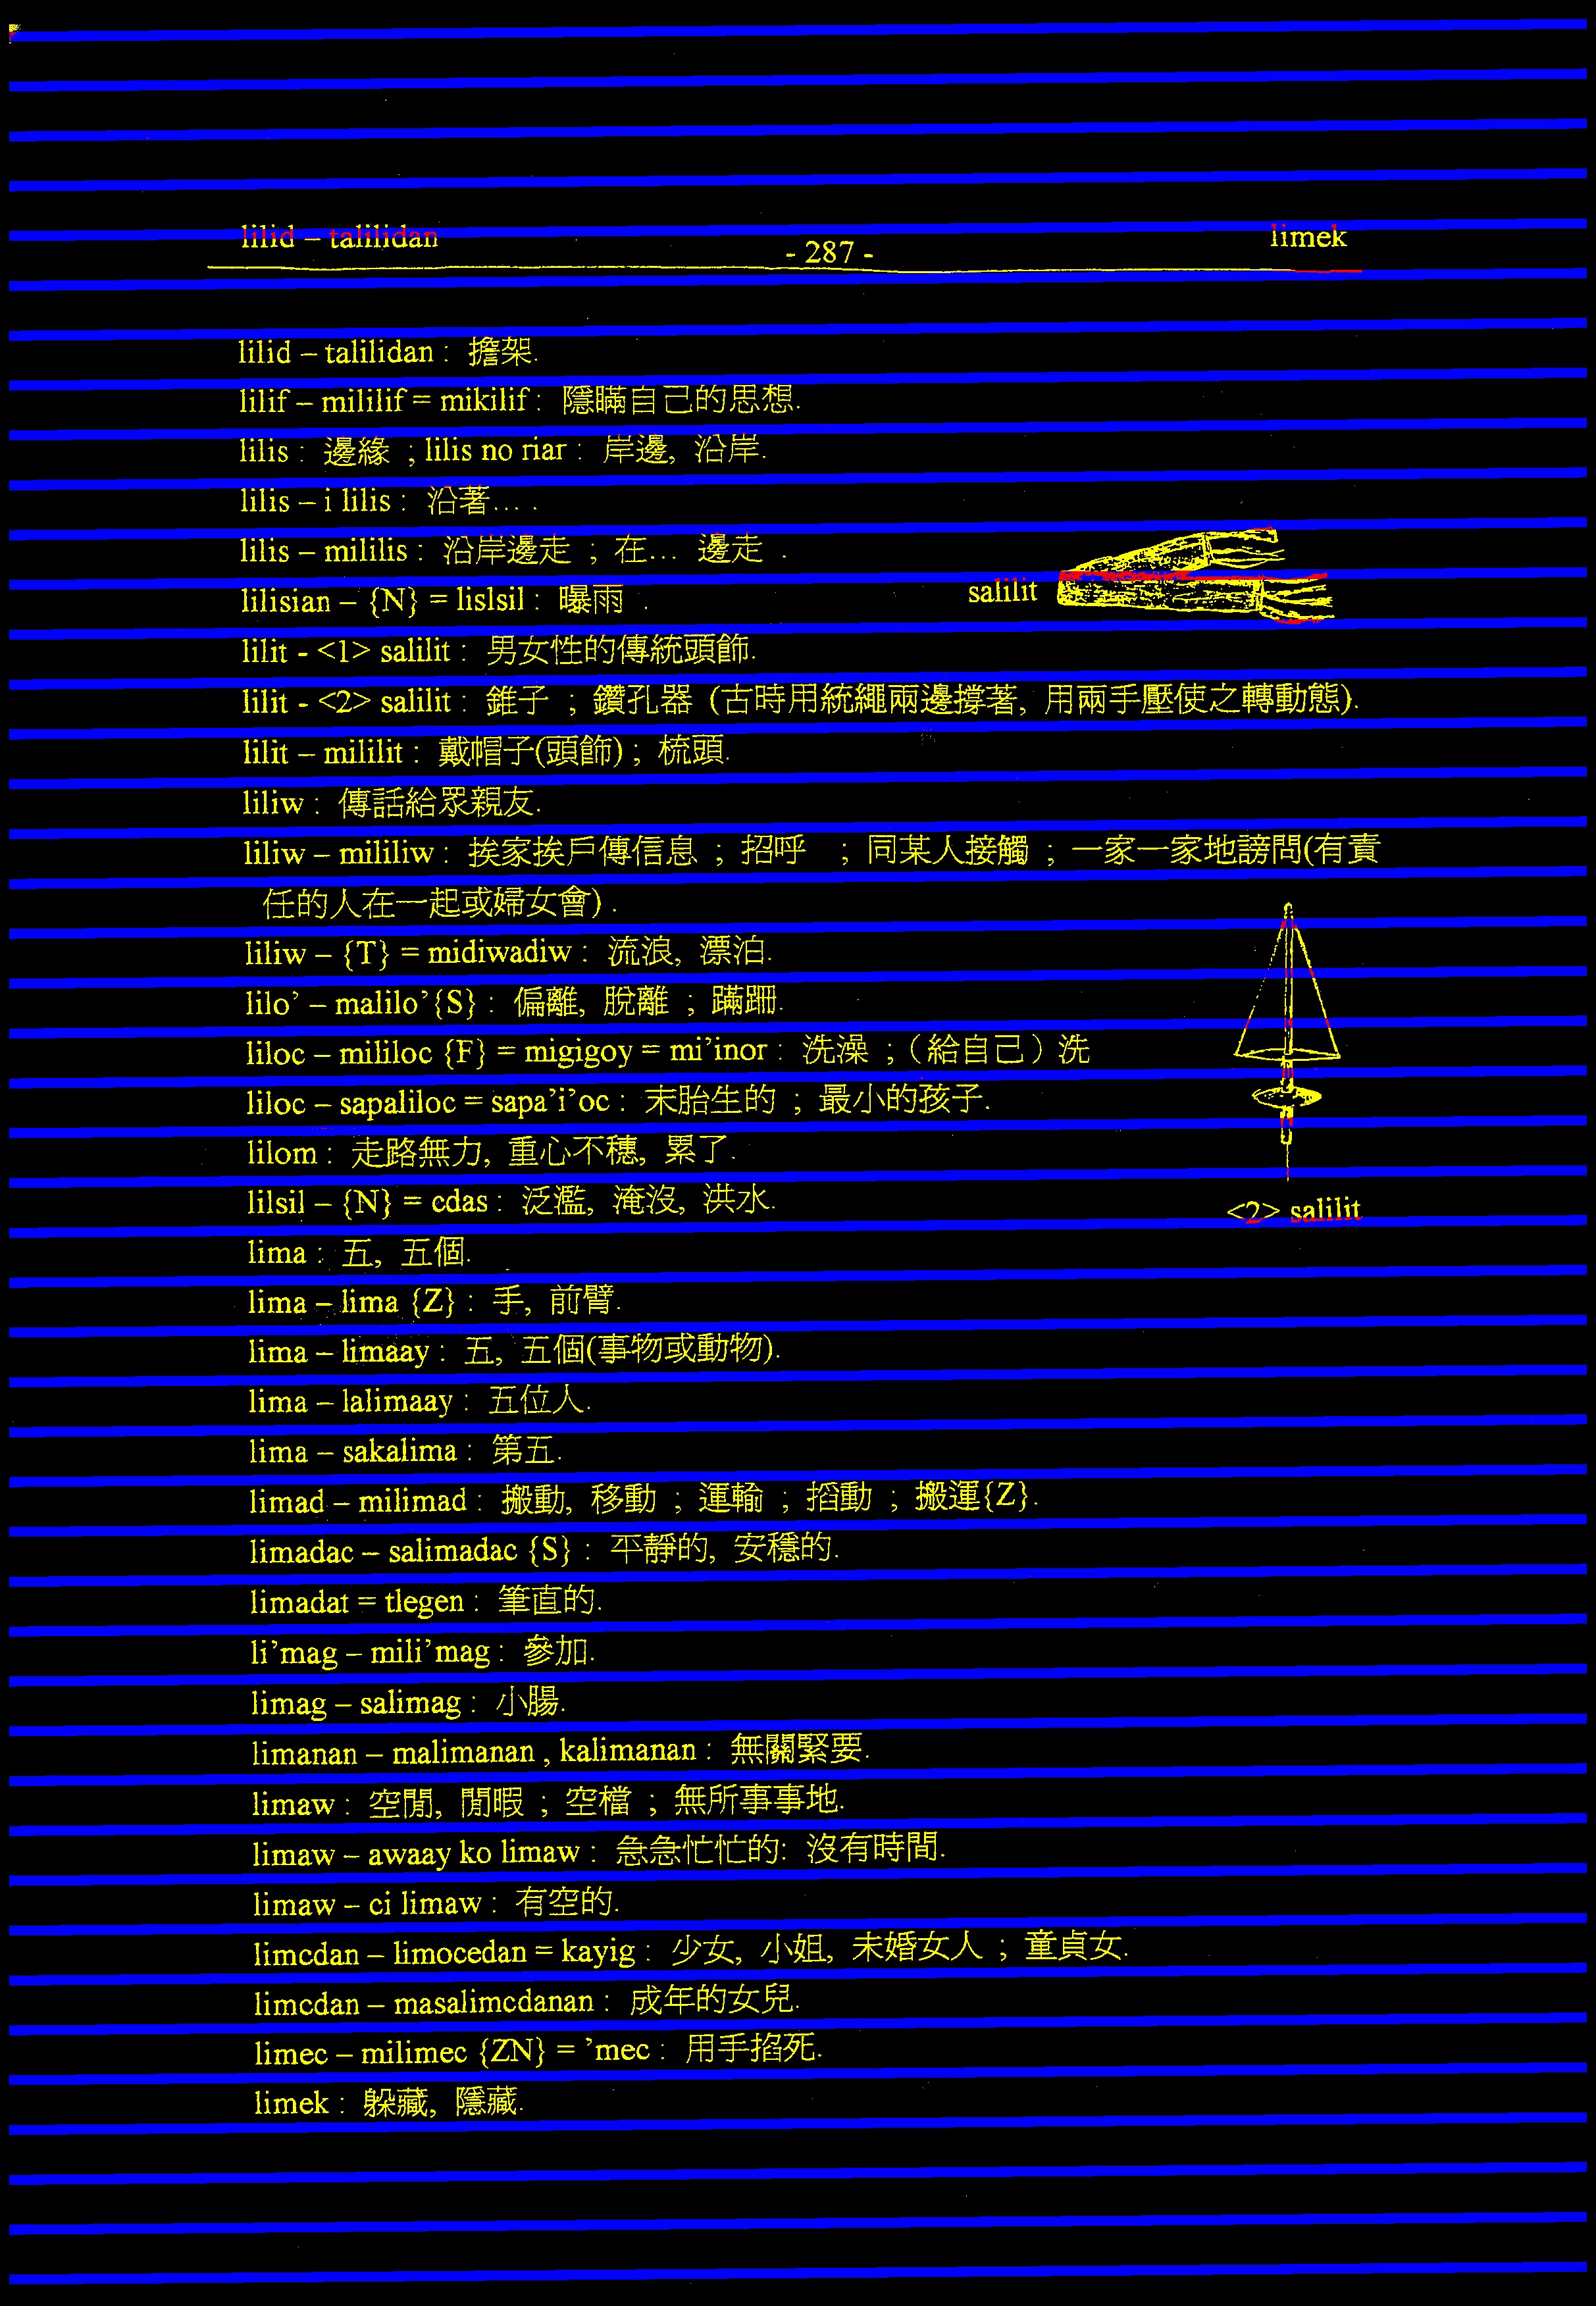 lilid – talilidan
- 287 -
limek
lilid – talilidan : 擔架.
lilif – mililif = mikilif : 隱瞞自己的思想.
lilis : 邊緣 ; lilis no riar : 岸邊, 沿岸.
lilis – i lilis : 沿著... .
lilis – mililis : 沿岸邊走 ; 在... 邊走 .
lilisian – {N} = lislsil : 曝雨 .
salilit
lilit - <1> salilit : 男女性的傳統頭飾.
lilit - <2> salilit : 錐子 ; 鑽孔器 (古時用統繩兩邊撐著, 用兩手壓使之轉動態).
lilit – mililit : 戴帽子(頭飾) ; 梳頭.
liliw : 傳話給眾親友.
liliw – mililiw : 挨家挨戶傳信息 ; 招呼 ; 同某人接觸 ; 一家一家地謗問(有責
任的人在一起或婦女會) .
liliw – {T} = midiwadiw : 流浪, 漂泊.
lilo’ – malilo’{S} : 偏離, 脫離 ; 蹣跚.
liloc – mililoc {F} = migigoy = mi’inor : 洗澡 ;（給自己）洗
liloc – sapaliloc = sapa’i’oc : 末胎生的 ; 最小的孩子.
lilom : 走路無力, 重心不穗, 累了.
lilsil – {N} = cdas : 泛濫, 淹沒, 洪水.
<2> salilit
lima : 五, 五個.
lima – lima {Z} : 手, 前臂.
lima – limaay : 五, 五個(事物或動物).
lima – lalimaay : 五位人.
lima – sakalima : 第五.
limad – milimad : 搬動, 移動 ; 運輸 ; 搯動 ; 搬運{Z}.
limadac – salimadac {S} : 平靜的, 安穩的.
limadat = tlegen : 筆直的.
li’mag – mili’mag : 參加.
limag – salimag : 小腸.
limanan – malimanan , kalimanan : 無關緊要.
limaw : 空閒, 閒暇 ; 空檔 ; 無所事事地.
limaw – awaay ko limaw : 急急忙忙的: 沒有時間.
limaw – ci limaw : 有空的.
limcdan – limocedan = kayig : 少女, 小姐, 未婚女人 ; 童貞女.
limcdan – masalimcdanan : 成年的女兒.
limec – milimec {ZN} = ’mec : 用手掐死.
limek : 躲藏, 隱藏.